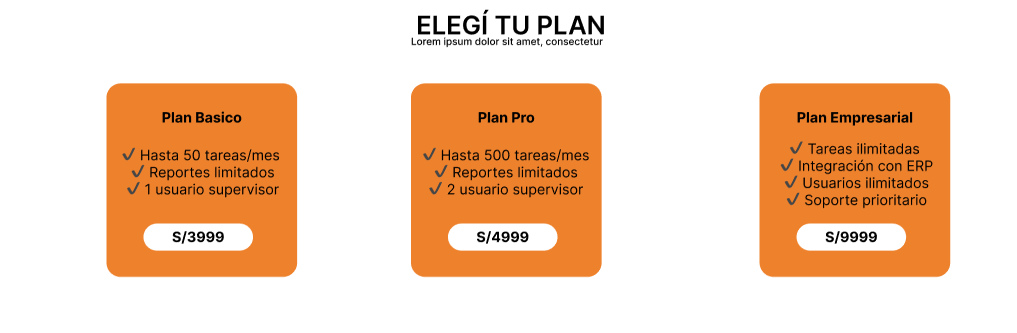 ELEGÍ TU PLAN
Lorem ipsum dolor sit amet, consectetur
Plan Basico
✔ Hasta 50 tareas/mes
✔ Reportes limitados
✔ 1 usuario supervisor
S/3999
Plan Pro
✔ Hasta 500 tareas/mes
✔ Reportes limitados
✔ 2 usuario supervisor
S/4999
Plan Empresarial
✔ Tareas ilimitadas
✔ Integración con ERP
✔ Usuarios ilimitados
✔ Soporte prioritario
S/9999